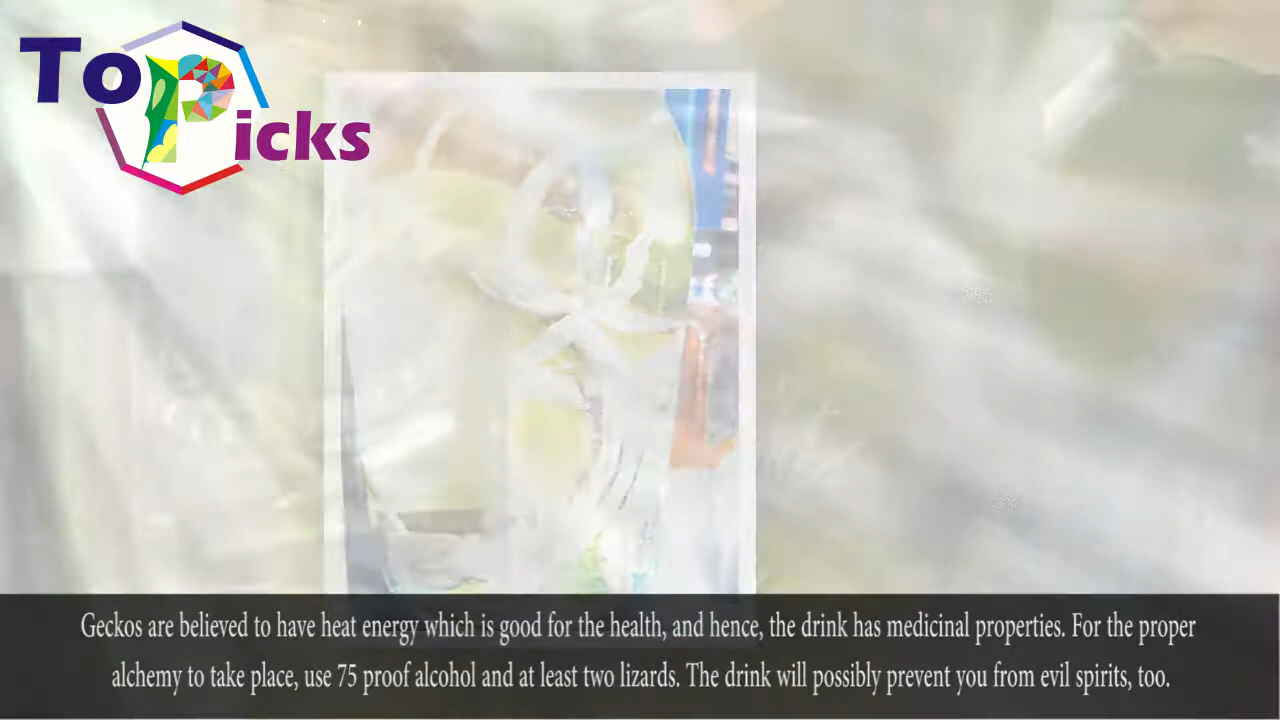 ToPicks
Geckos are believed to have heat energy which is good for the health, and hence, the drink has medicinal properties. For the proper
alchemy to take place, use 75 proof alcohol and at least two lizards. The drink will possibly prevent you from evil spirits, too.